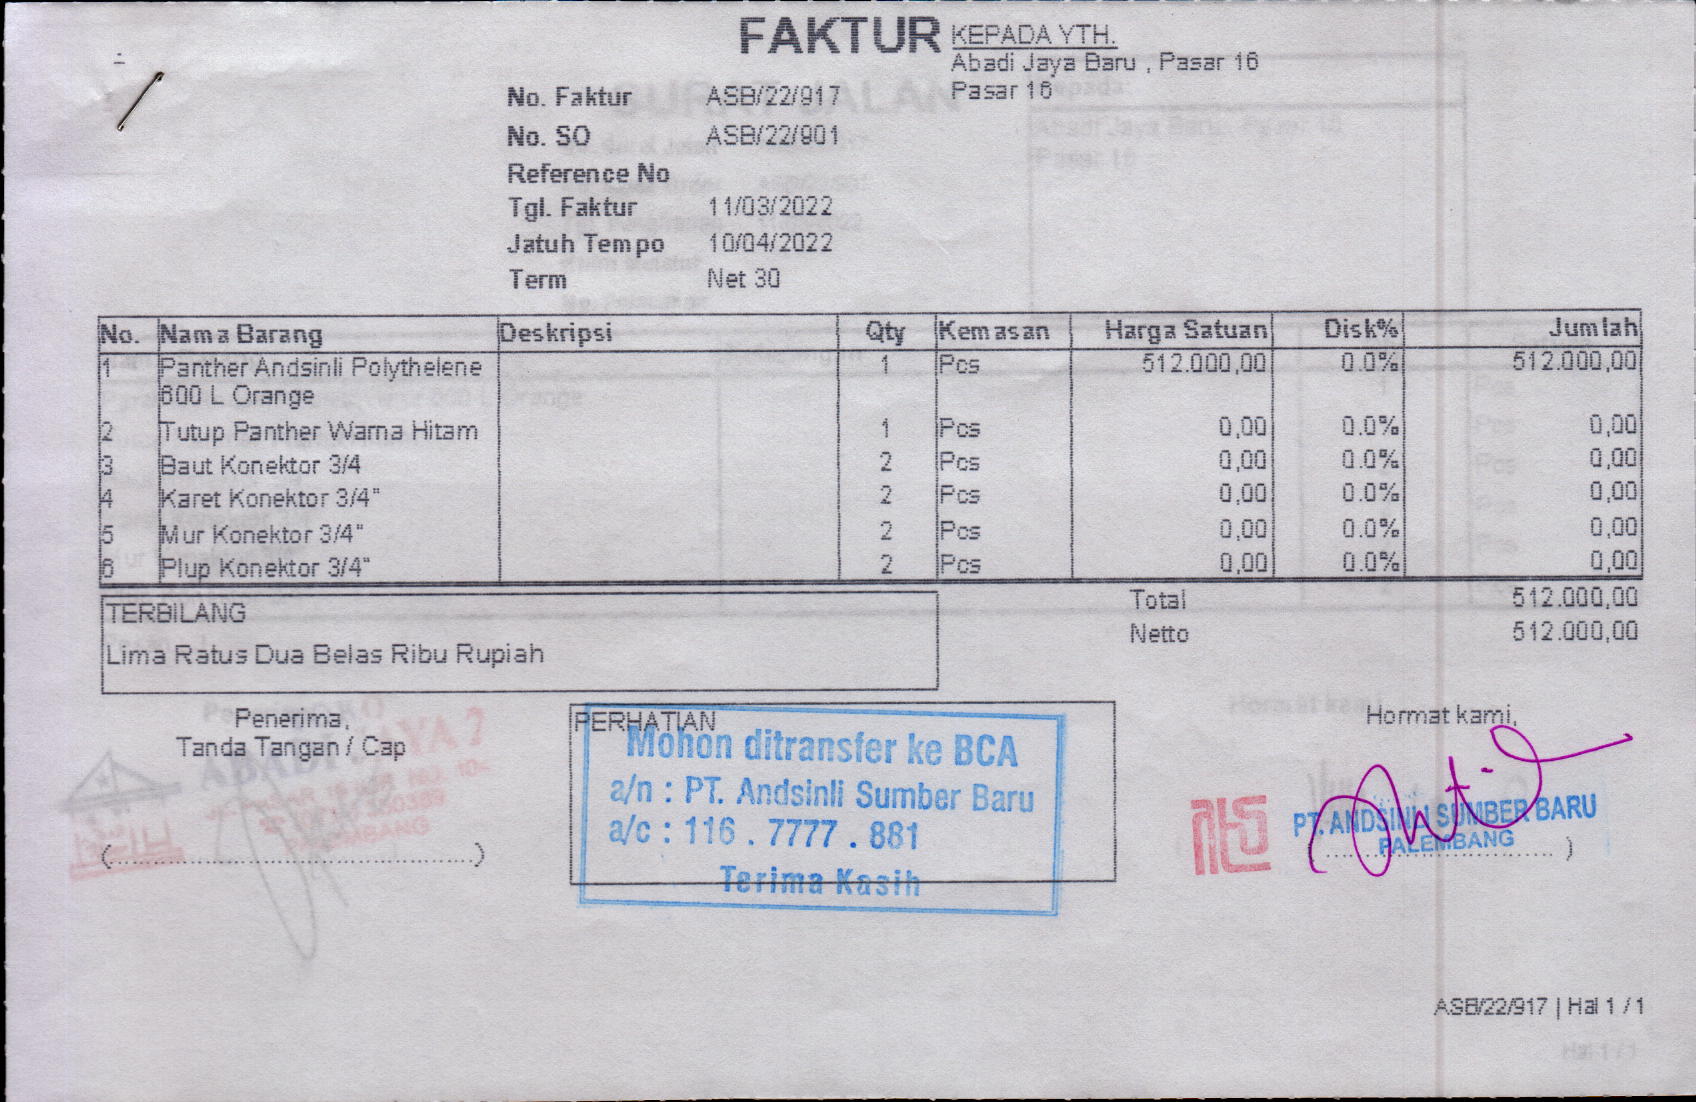 FAKTUR
KEPADA YTH.
Abadi Jaya Baru , Pasar 16
Pasar 16
No. Faktur ASB/22/917
No. SO ASB/22/901
Reference No
Tgl. Faktur 11/03/2022
Jatuh Tempo 10/04/2022
Term Net 30
No. Nama Barang Deskripsi Qty Kemasan Harga Satuan Disk% Jumlah
1 Panther Andsinli Polythelene 1 Pcs 512.000,00 0.0% 512.000,00
600 L Orange
2 Tutup Panther Warna Hitam 1 Pcs 0,00 0.0% 0,00
3 Baut Konektor 3/4 2 Pcs 0,00 0.0% 0,00
4 Karet Konektor 3/4" 2 Pcs 0,00 0.0% 0,00
5 Mur Konektor 3/4" 2 Pcs 0,00 0.0% 0,00
6 Plup Konektor 3/4" 2 Pcs 0,00 0.0% 0,00
Total 512.000,00
Netto 512.000,00
TERBILANG
Lima Ratus Dua Belas Ribu Rupiah
Penerima,
Tanda Tangan / Cap
PERHATIAN
Mohon ditransfer ke BCA
a/n : PT. Andsinli Sumber Baru
a/c : 116 . 7777 . 881
Terima Kasih
Hormat kami,
PT. ANDSINLI SUMBER BARU
PALEMBANG
ASB/22/917 | Hal 1 / 1